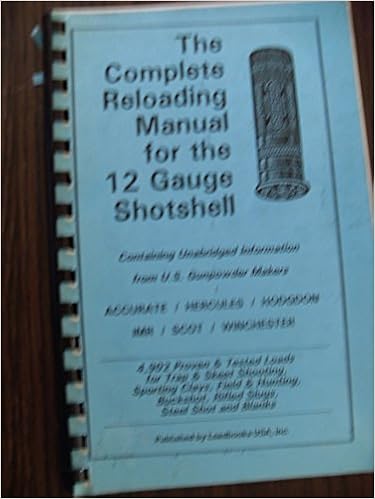 The
Complete
Reloading
Manual
for the
12 Gauge
Shotshell
Containing Unabridged Information
from U.S. Gunpowder Makers
ACCURATE / HERCULES / HODGDON
IMR / SCOT / WINCHESTER
4,992 Proven & Tested Loads
for Trap & Skeet Shooting,
Sporting Clays, Field & Hunting,
Buckshot, Rifled Slugs,
Steel Shot and Blanks
Published by Loadbooks USA, Inc.